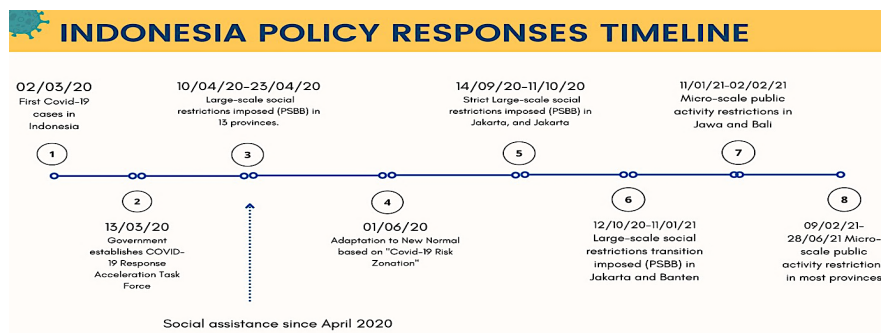 INDONESIA POLICY RESPONSES TIMELINE
02/03/20
First Covid-19
cases in
Indonesia
1
2
13/03/20
Government
establishes COVID-
19 Response
Acceleration Task
Force
10/04/20-23/04/20
Large-scale social
restrictions imposed (PSBB) in
13 provinces.
3
Social assistance since April 2020
4
01/06/20
Adaptation to New Normal
based on "Covid-19 Risk
Zonation"
14/09/20-11/10/20
Strict Large-scale social
restrictions imposed (PSBB) in
Jakarta, and Jakarta
5
6
12/10/20-11/01/21
Large-scale social
restrictions transition
imposed (PSBB) in
Jakarta and Banten
11/01/21-02/02/21
Micro-scale public
activity restrictions in
Jawa and Bali
7
8
09/02/21-
28/06/21 Micro-
scale public
activity restriction
in most provinces